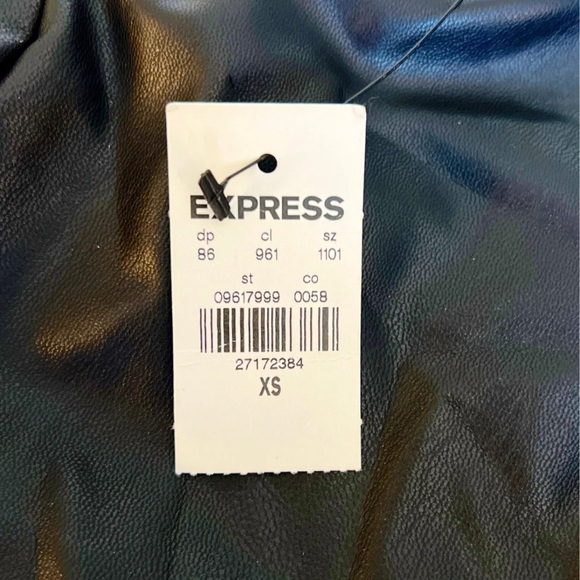 EXPRESS
dp cl sz
86 961 1101
st co
09617999 0058
27172384
XS